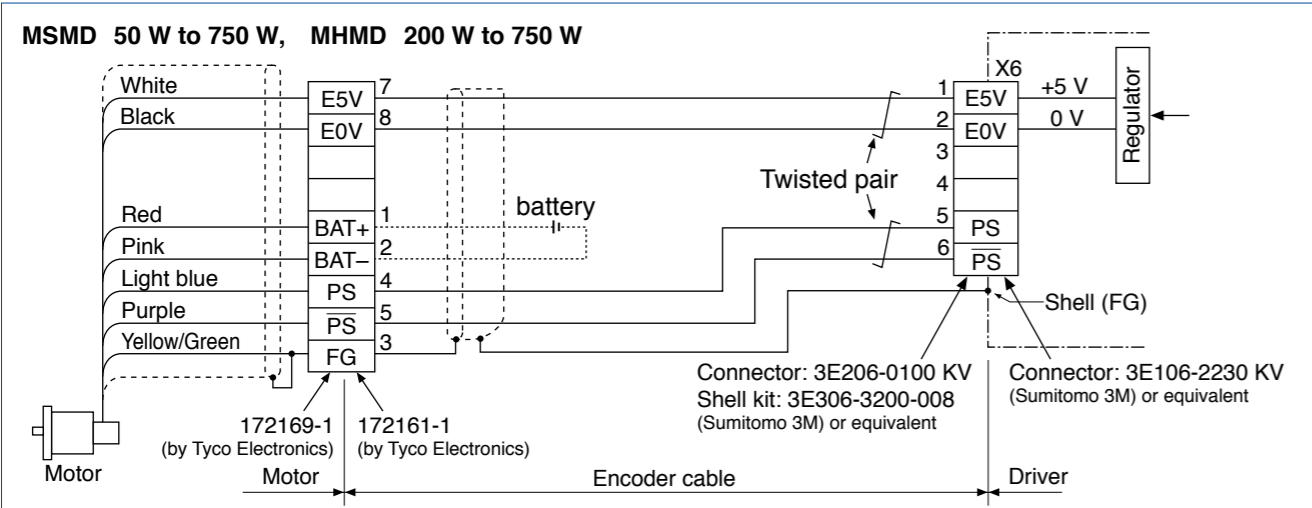 MSMD 50 W to 750 W, MHMD 200 W to 750 W
White
E5V
7
Black
E0V
8
Red
BAT+
1
Pink
BAT–
2
Light blue
PS
4
Purple
P̅S̅
5
Yellow/Green
FG
3
battery
Twisted pair
X6
1
E5V
+5 V
2
E0V
0 V
3
4
5
PS
6
P̅S̅
Regulator
Shell (FG)
172169-1
(by Tyco Electronics)
172161-1
(by Tyco Electronics)
Connector: 3E206-0100 KV
Shell kit: 3E306-3200-008
(Sumitomo 3M) or equivalent
Connector: 3E106-2230 KV
(Sumitomo 3M) or equivalent
Motor
Motor
Encoder cable
Driver